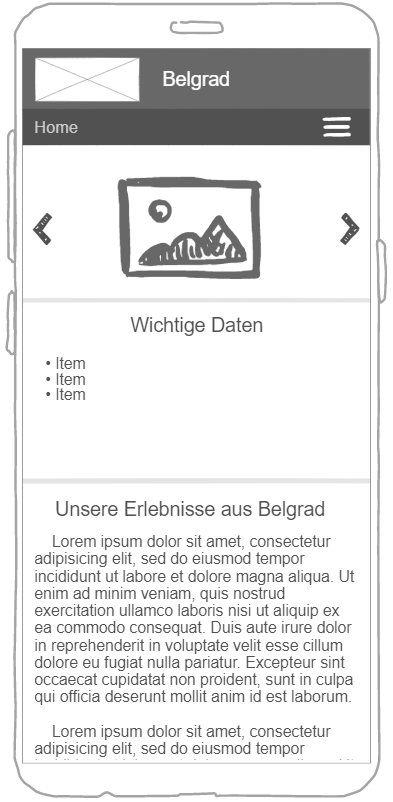 Belgrad
Home
Wichtige Daten
• Item
• Item
• Item
Unsere Erlebnisse aus Belgrad
Lorem ipsum dolor sit amet, consectetur
adipisicing elit, sed do eiusmod tempor
incididunt ut labore et dolore magna aliqua. Ut
enim ad minim veniam, quis nostrud
exercitation ullamco laboris nisi ut aliquip ex
ea commodo consequat. Duis aute irure dolor
in reprehenderit in voluptate velit esse cillum
dolore eu fugiat nulla pariatur. Excepteur sint
occaecat cupidatat non proident, sunt in culpa
qui officia deserunt mollit anim id est laborum.
Lorem ipsum dolor sit amet, consectetur
adipisicing elit, sed do eiusmod tempor